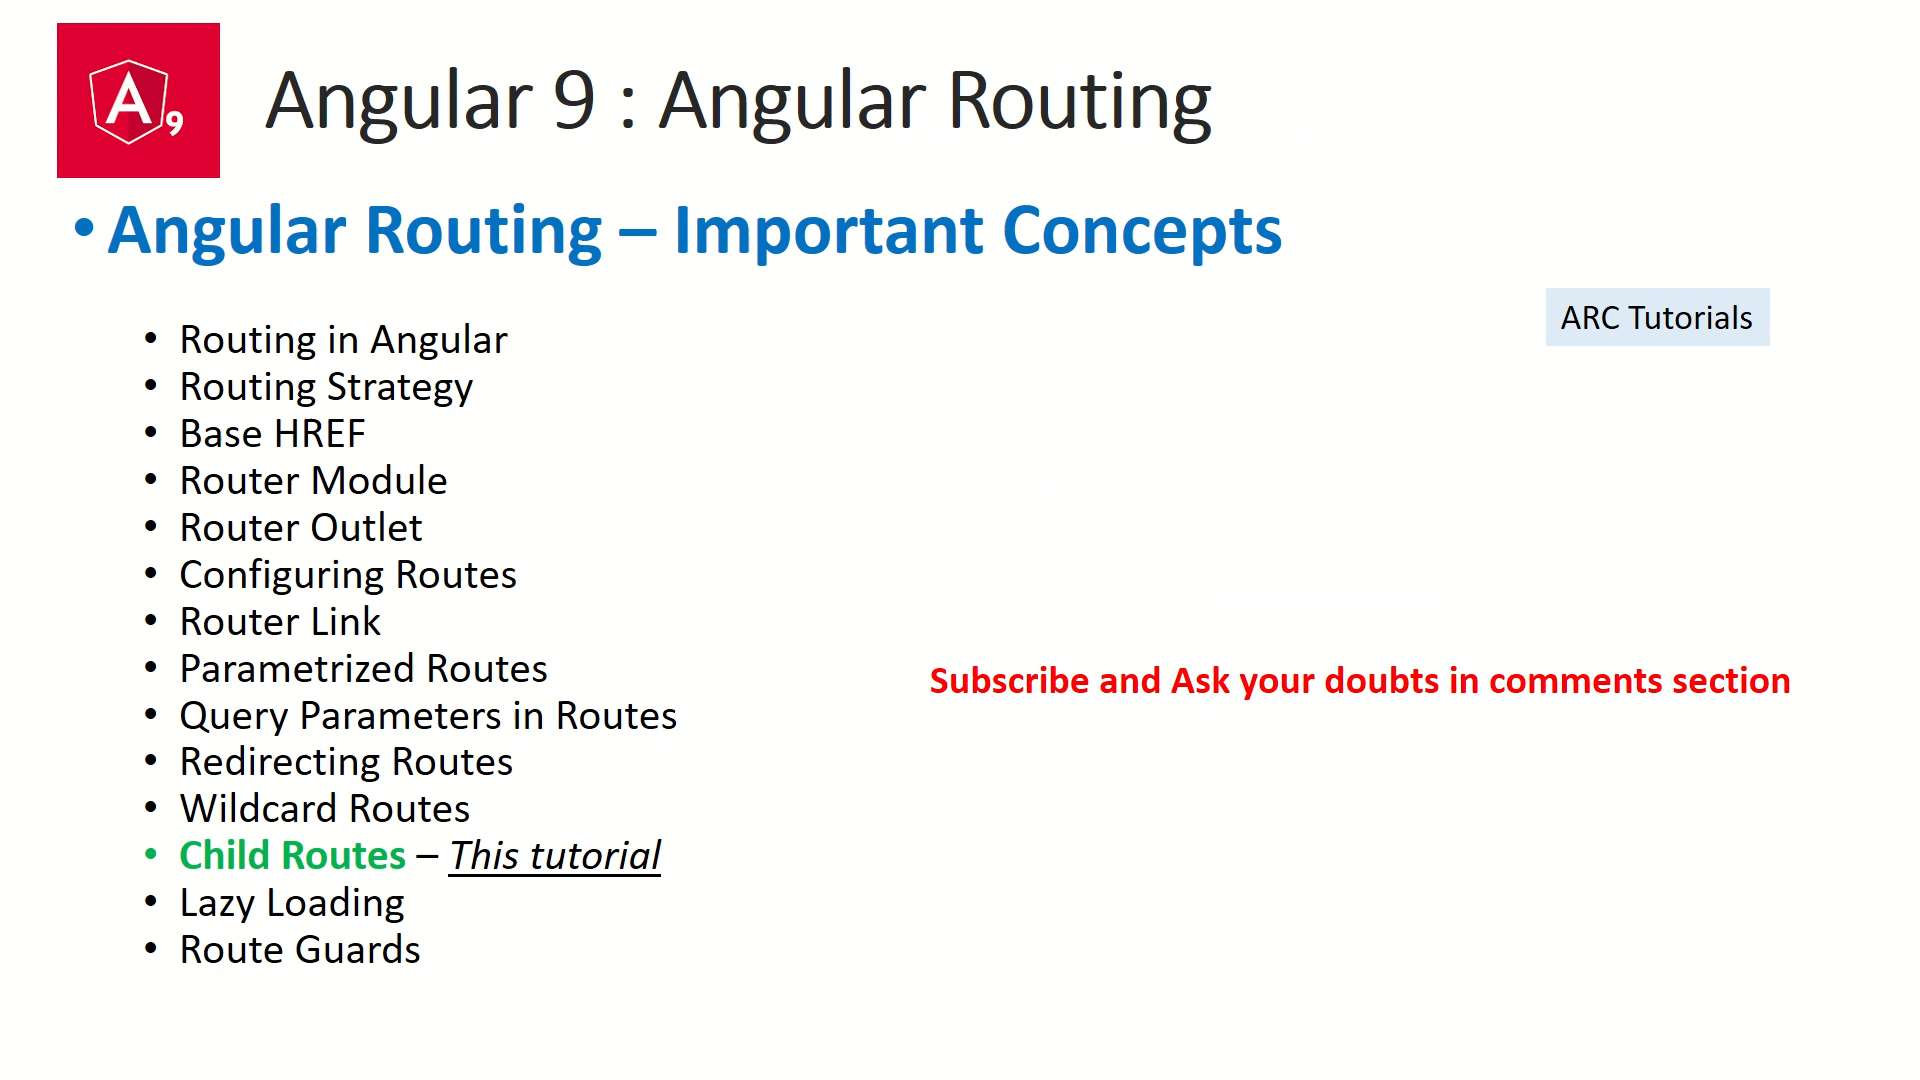 A9
Angular 9 : Angular Routing
• Angular Routing – Important Concepts
ARC Tutorials
• Routing in Angular
• Routing Strategy
• Base HREF
• Router Module
• Router Outlet
• Configuring Routes
• Router Link
• Parametrized Routes
Subscribe and Ask your doubts in comments section
• Query Parameters in Routes
• Redirecting Routes
• Wildcard Routes
• Child Routes – This tutorial
• Lazy Loading
• Route Guards